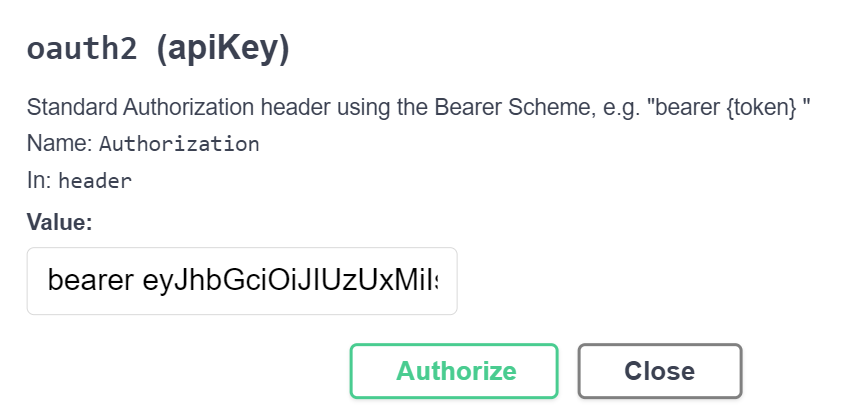 oauth2 (apiKey)
Standard Authorization header using the Bearer Scheme, e.g. "bearer {token} "
Name: Authorization
In: header
Value:
bearer eyJhbGciOiJIUzUxMiIs
Authorize Close